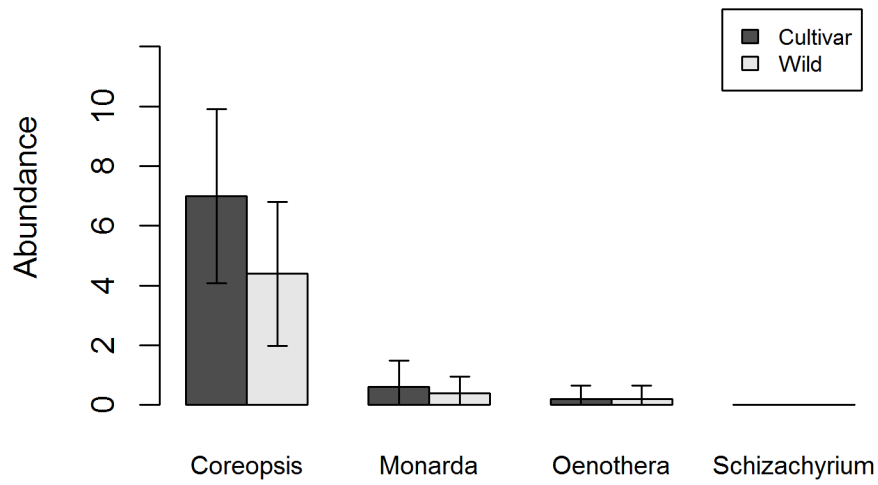 Cultivar
Wild
Abundance
10
8
6
4
2
0
Coreopsis
Monarda
Oenothera
Schizachyrium